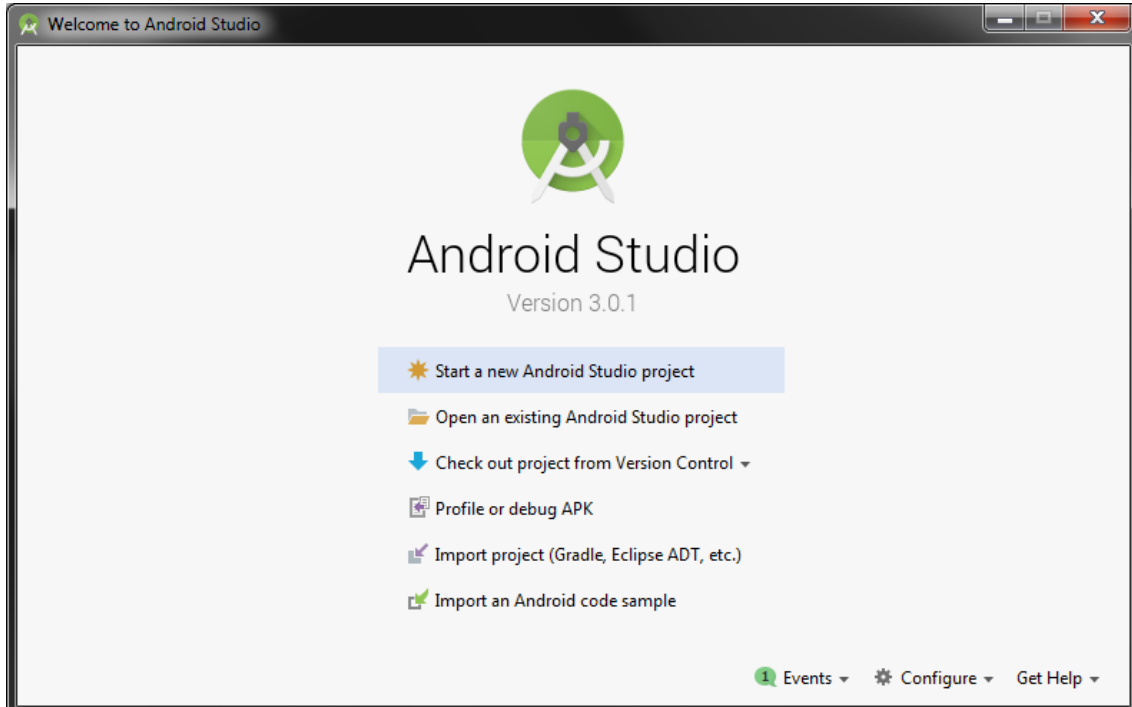 Welcome to Android Studio
Android Studio
Version 3.0.1
Start a new Android Studio project
Open an existing Android Studio project
Check out project from Version Control
Profile or debug APK
Import project (Gradle, Eclipse ADT, etc.)
Import an Android code sample
1 Events Configure Get Help